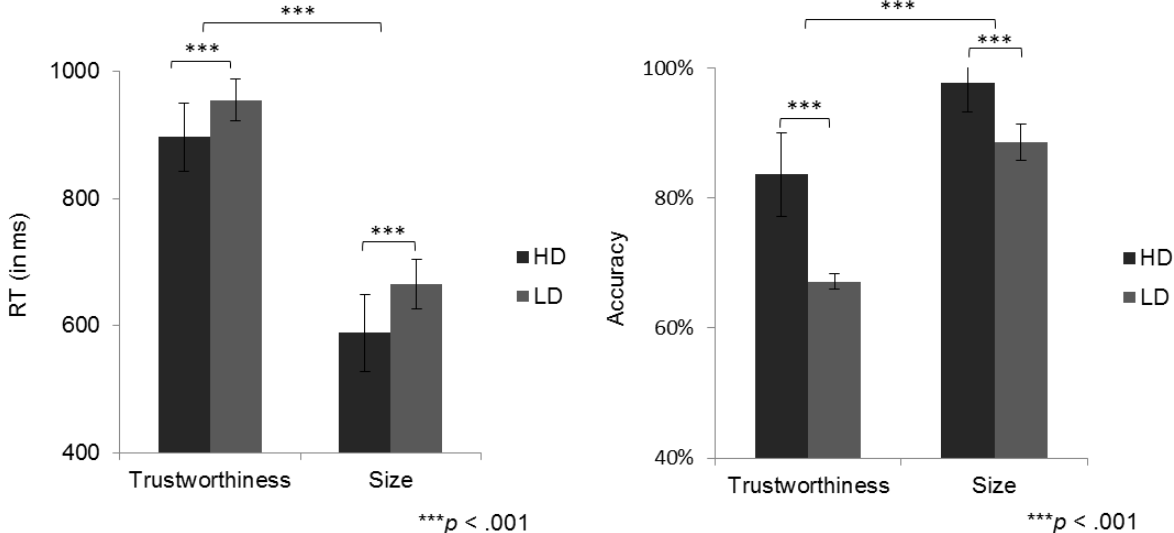 ***
***
1000
800
600
400
RT (in ms)
***
HD
LD
Trustworthiness
Size
***p < .001
***
***
***
100%
80%
60%
40%
Accuracy
HD
LD
Trustworthiness
Size
***p < .001